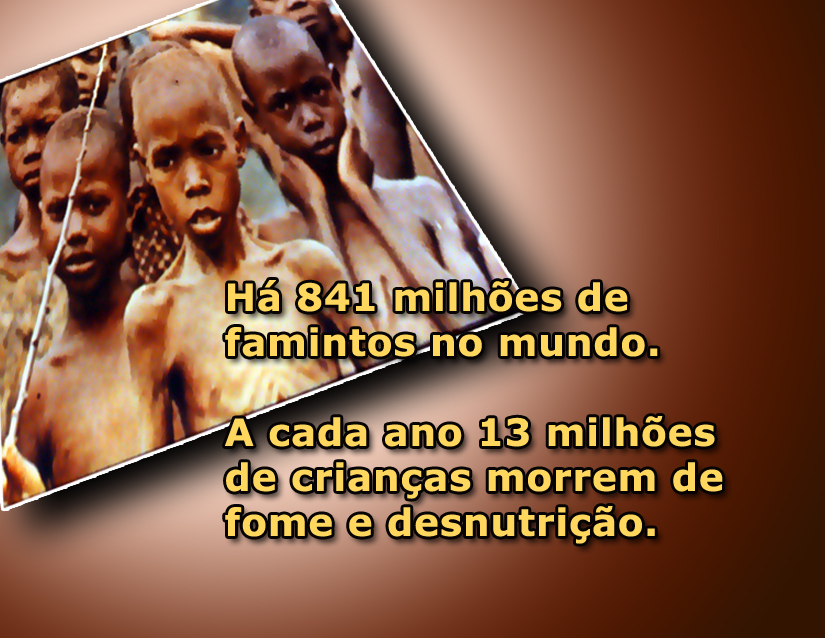 Há 841 milhões de
famintos no mundo.
A cada ano 13 milhões
de crianças morrem de
fome e desnutrição.